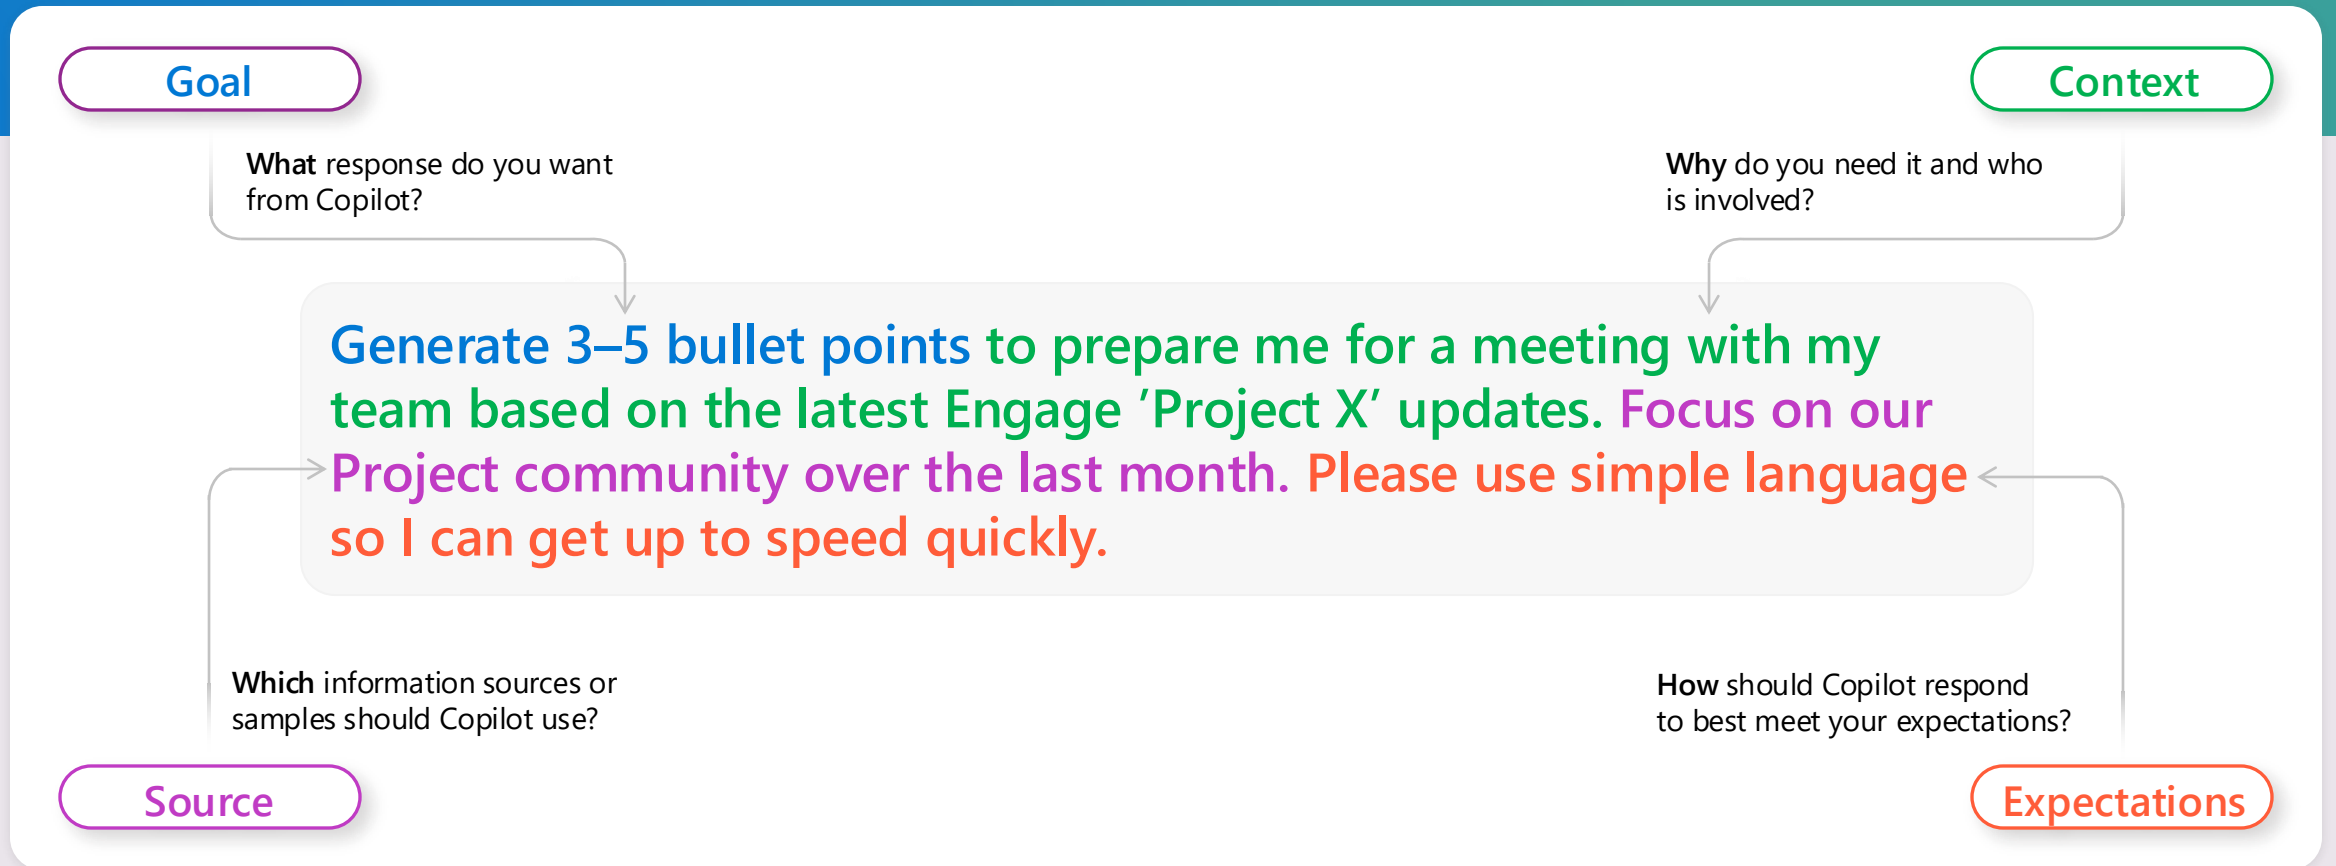 Goal
Context
What response do you want
from Copilot?
Why do you need it and who
is involved?
Generate 3–5 bullet points to prepare me for a meeting with my
team based on the latest Engage ’Project X’ updates. Focus on our
Project community over the last month. Please use simple language
so I can get up to speed quickly.
Which information sources or
samples should Copilot use?
How should Copilot respond
to best meet your expectations?
Source
Expectations